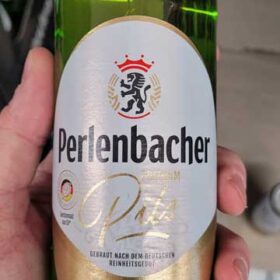 Perlenbacher
PREMIUM
Pils
GEBRAUT NACH DEM DEUTSCHEN
REINHEITSGEBOT